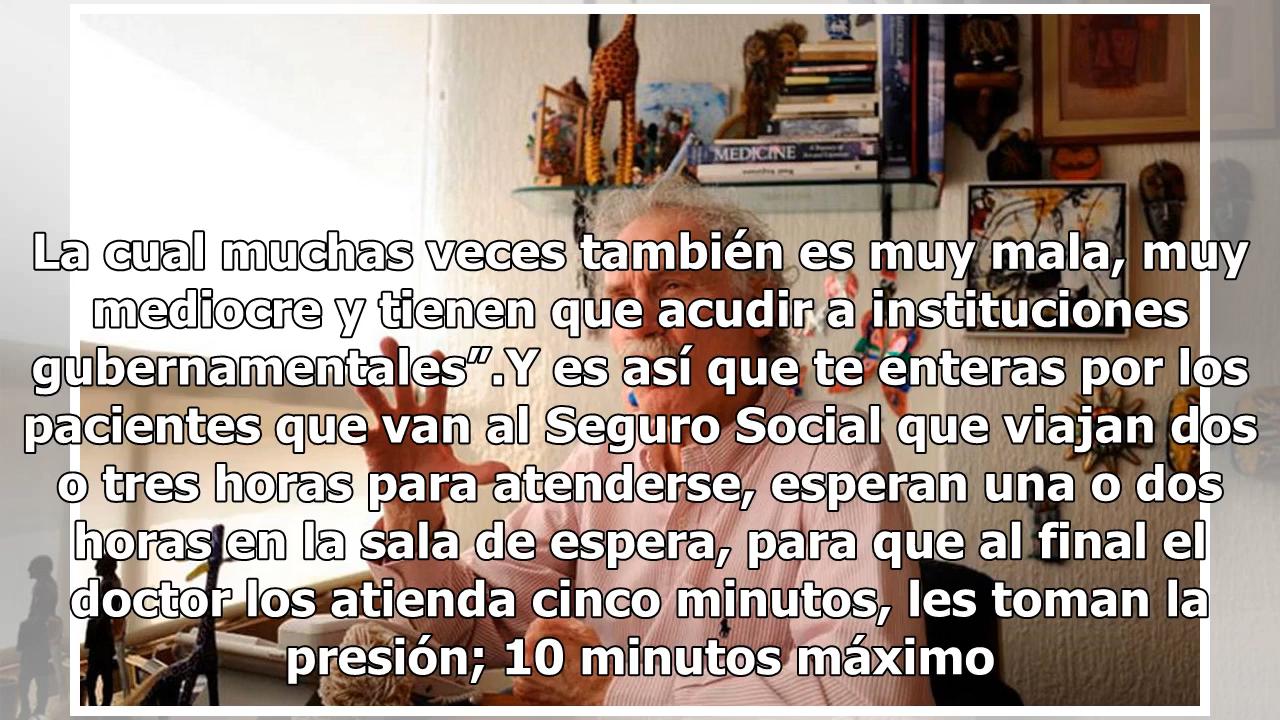 MEDICINE
La cual muchas veces también es muy mala, muy
mediocre y tienen que acudir a instituciones
gubernamentales”.Y es así que te enteras por los
pacientes que van al Seguro Social que viajan dos
o tres horas para atenderse, esperan una o dos
horas en la sala de espera, para que al final el
doctor los atienda cinco minutos, les toman la
presión; 10 minutos máximo